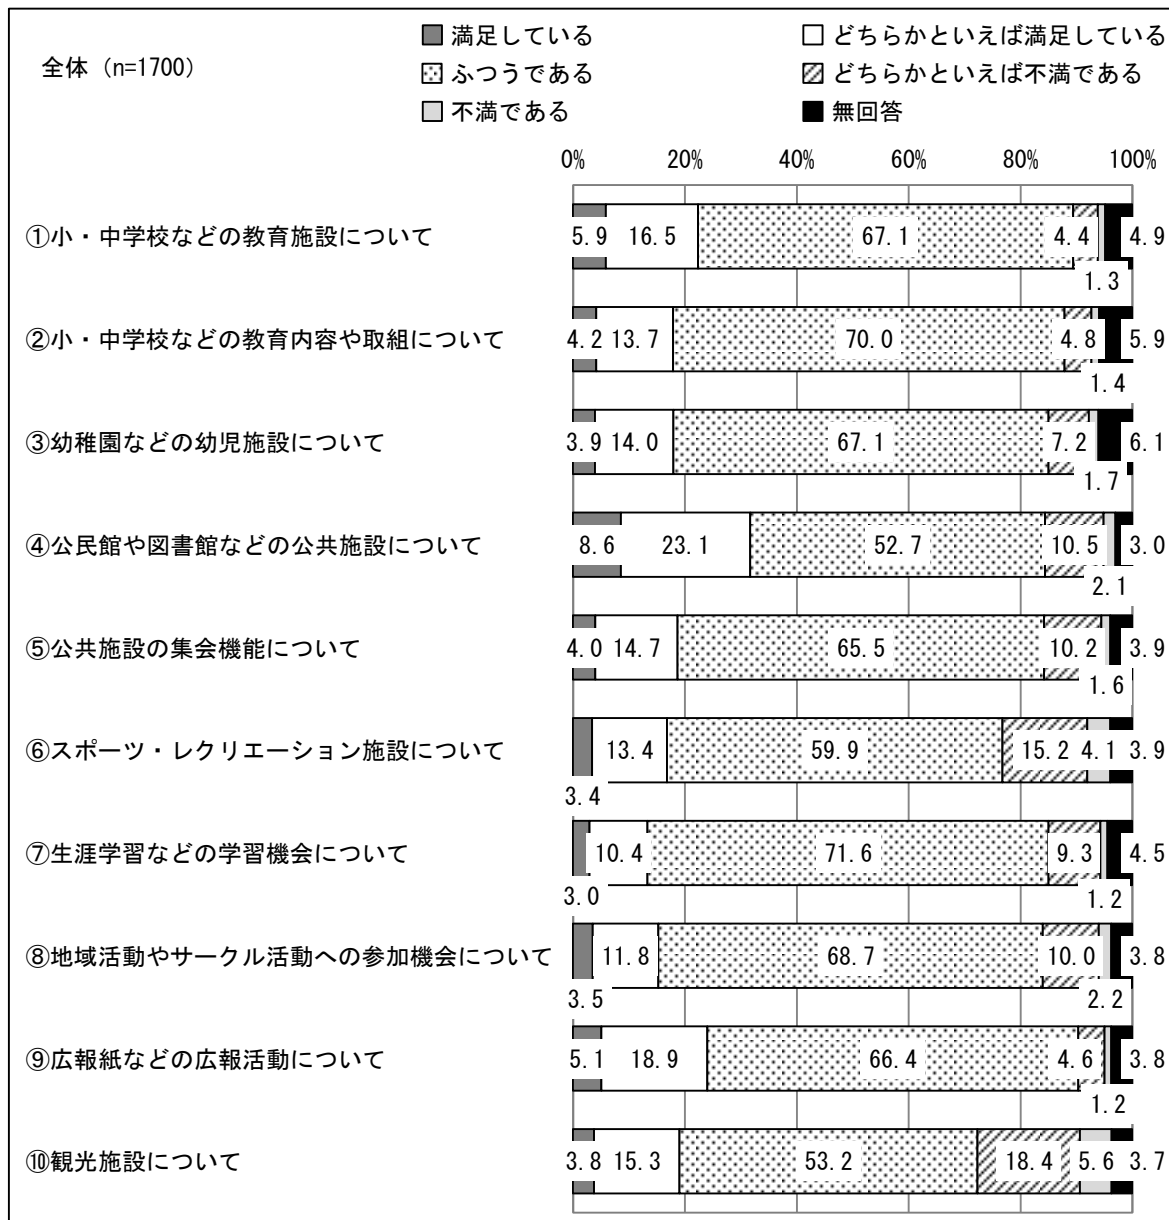 全体（n=1700）
満足している
どちらかといえば満足している
ふつうである
どちらかといえば不満である
不満である
無回答
0% 20% 40% 60% 80% 100%
①小・中学校などの教育施設について
5.9 16.5 67.1 4.4 4.9
1.3
②小・中学校などの教育内容や取組について
4.2 13.7 70.0 4.8 5.9
1.4
③幼稚園などの幼児施設について
3.9 14.0 67.1 7.2 6.1
1.7
④公民館や図書館などの公共施設について
8.6 23.1 52.7 10.5 3.0
2.1
⑤公共施設の集会機能について
4.0 14.7 65.5 10.2 3.9
1.6
⑥スポーツ・レクリエーション施設について
13.4 59.9 15.2 4.1 3.9
3.4
⑦生涯学習などの学習機会について
10.4 71.6 9.3 4.5
3.0 1.2
⑧地域活動やサークル活動への参加機会について
11.8 68.7 10.0 3.8
3.5 2.2
⑨広報紙などの広報活動について
5.1 18.9 66.4 4.6 3.8
1.2
⑩観光施設について
3.8 15.3 53.2 18.4 5.6 3.7